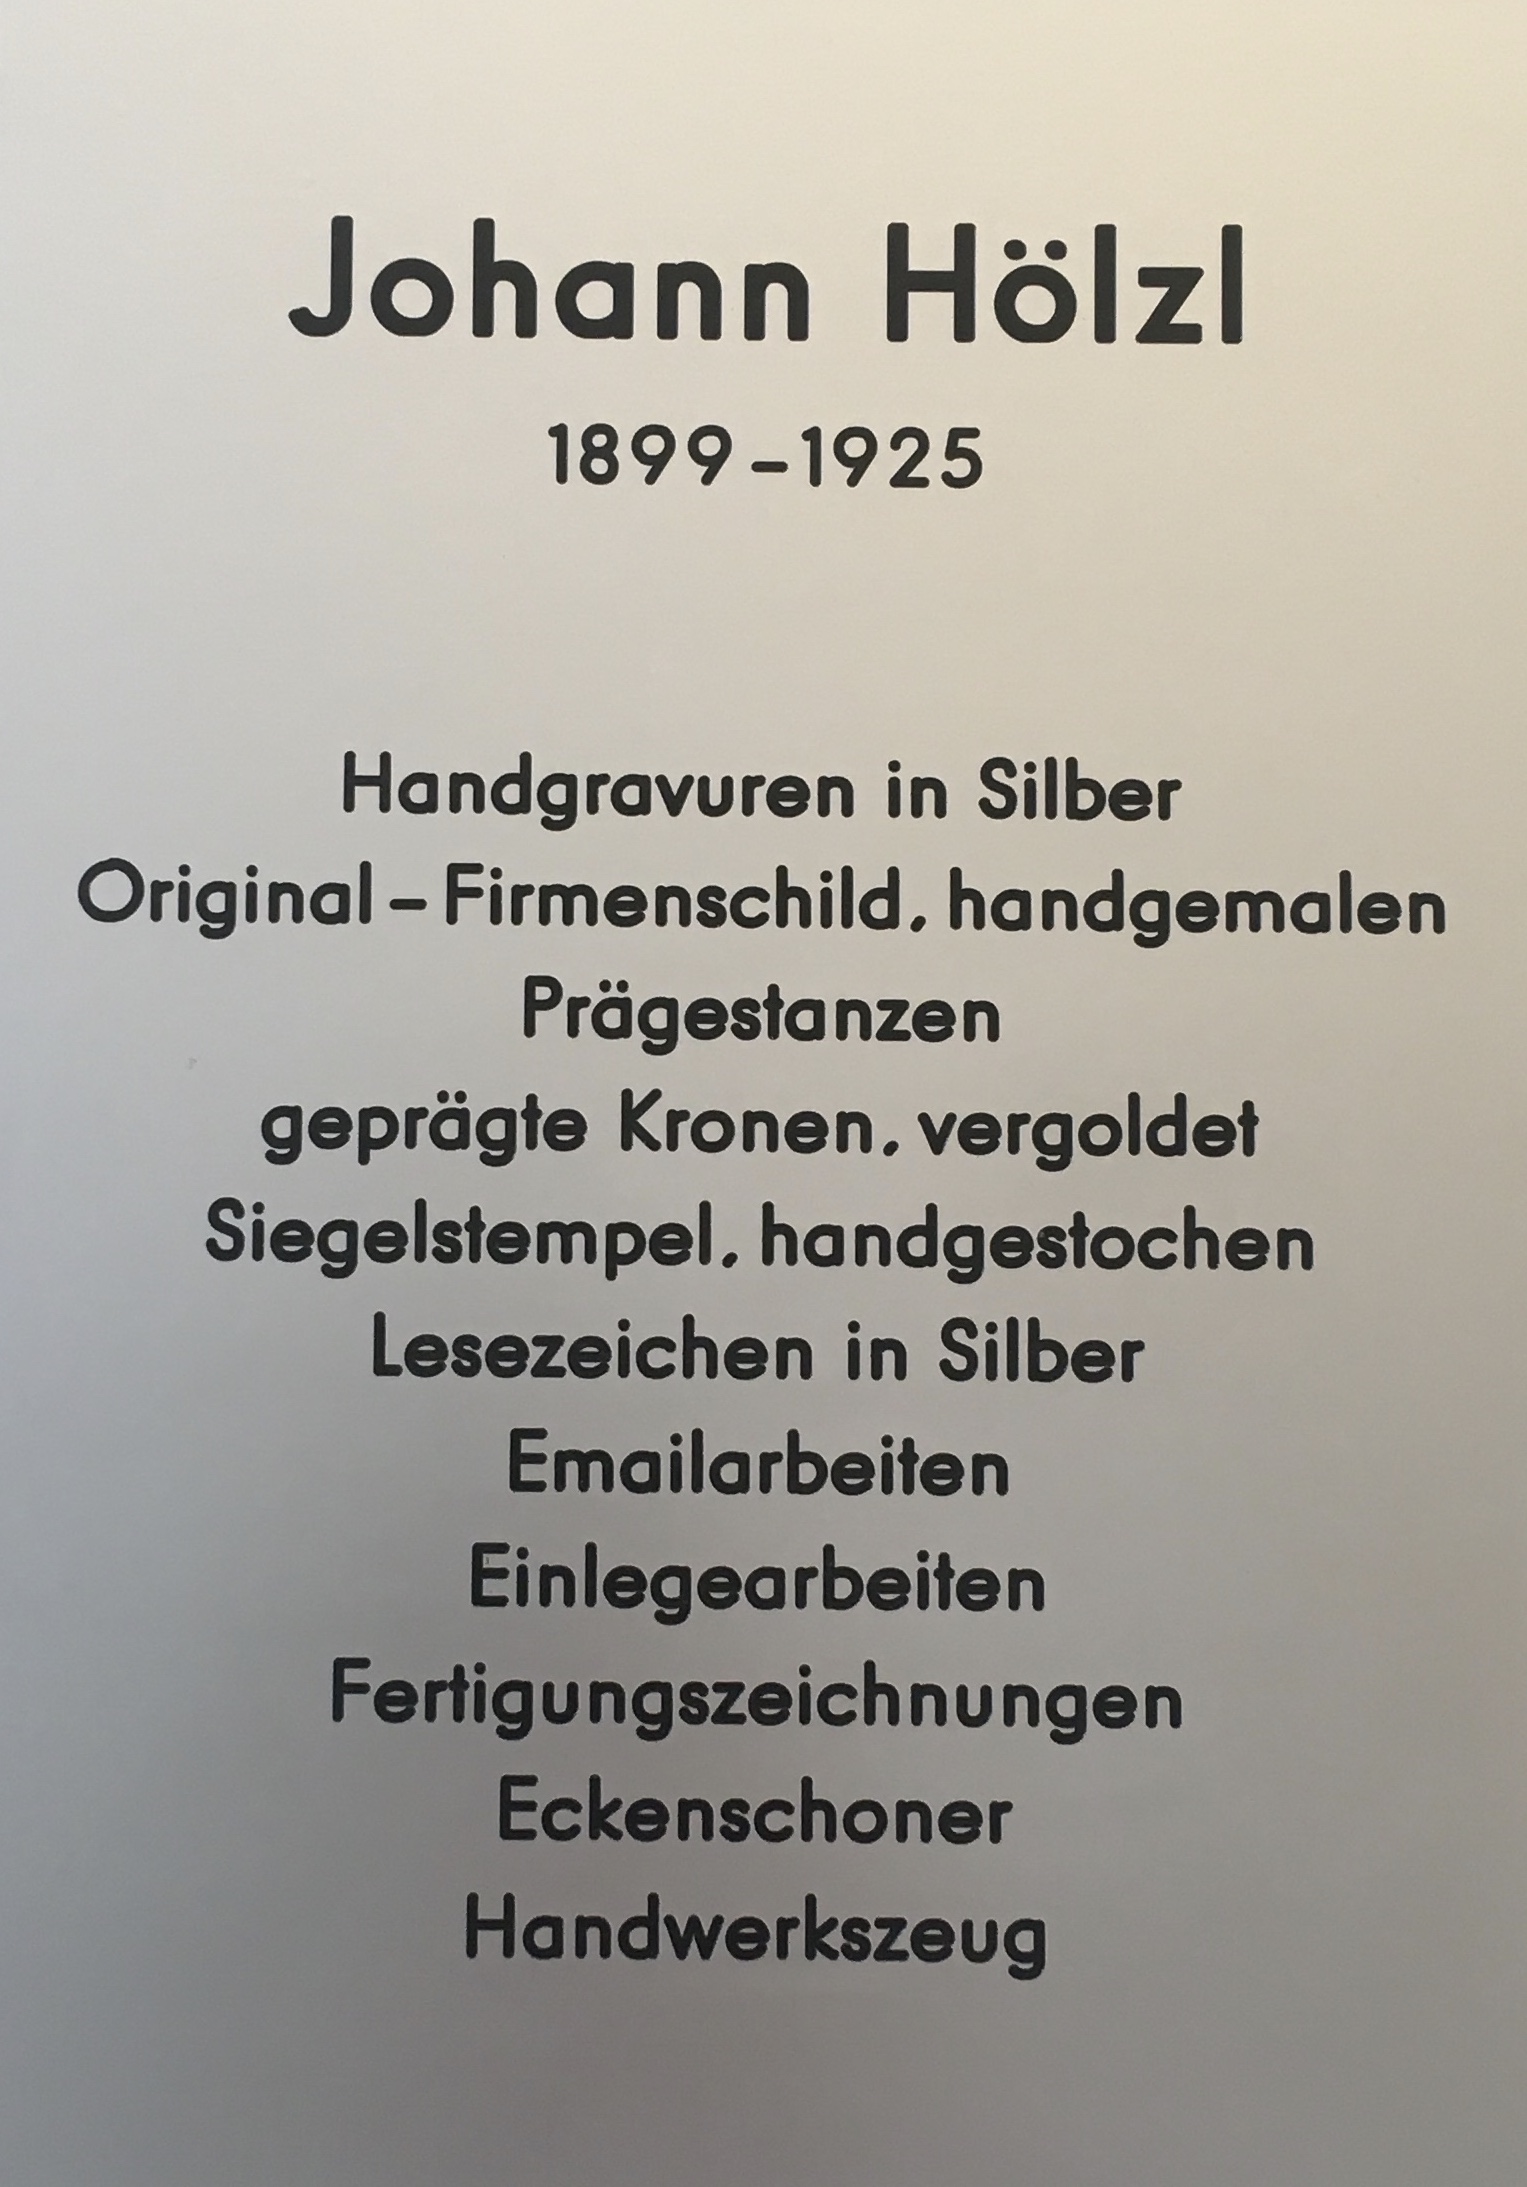 Johann Hölzl
1899–1925
Handgravuren in Silber
Original–Firmenschild, handgemalen
Prägestanzen
geprägte Kronen, vergoldet
Siegelstempel, handgestochen
Lesezeichen in Silber
Emailarbeiten
Einlegearbeiten
Fertigungszeichnungen
Eckenschoner
Handwerkszeug